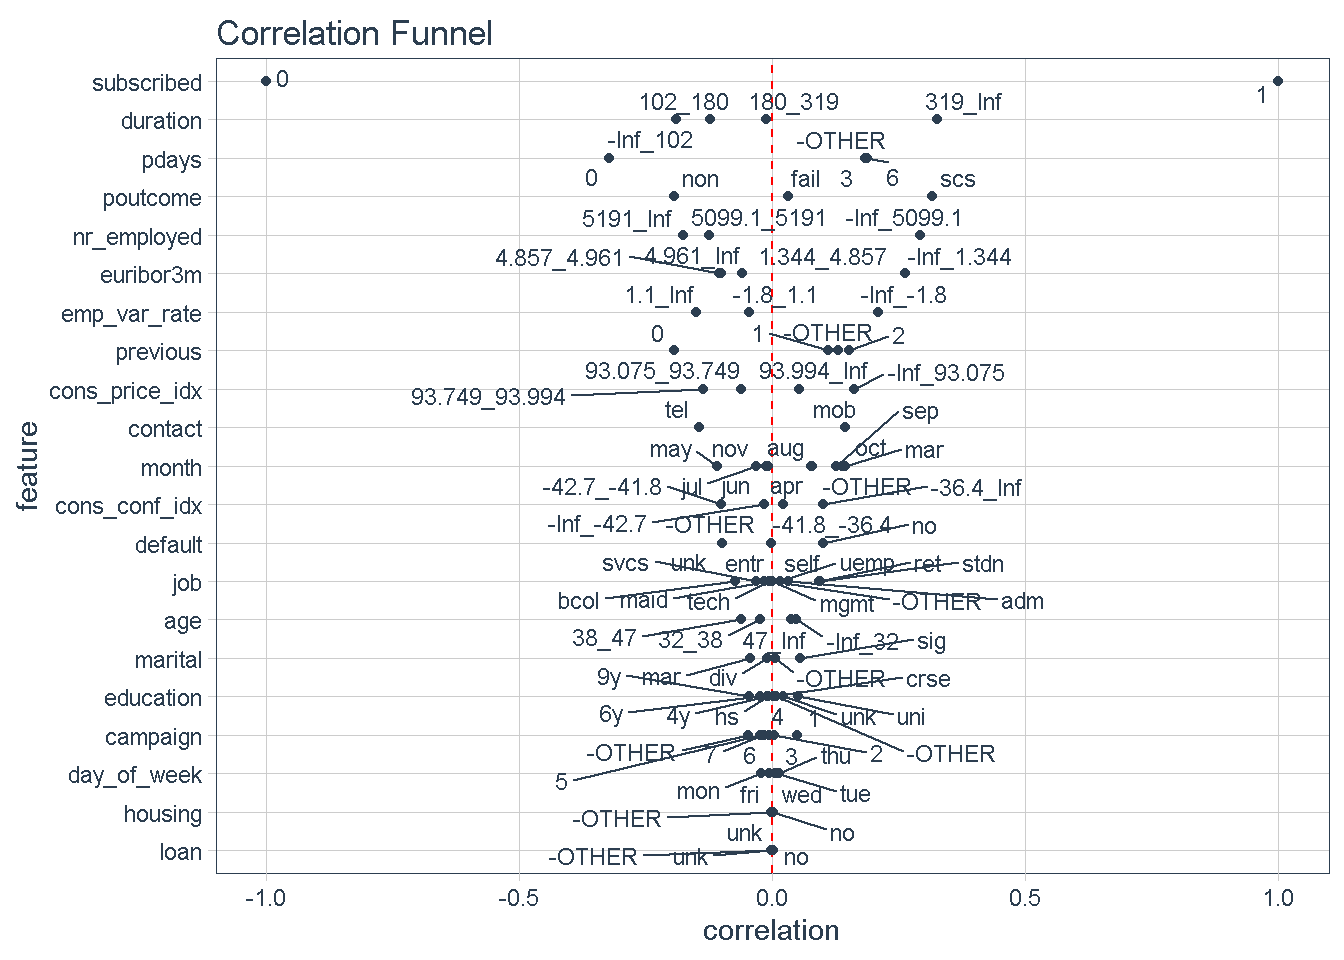 Correlation Funnel
subscribed
0
1
102_180
180_319
319_Inf
duration
-Inf_102
-OTHER
pdays
0
non
fail
3
6
scs
poutcome
5191_Inf
5099.1_5191
-Inf_5099.1
nr_employed
4.857_4.961
4.961_Inf
1.344_4.857
-Inf_1.344
euribor3m
1.1_Inf
-1.8_1.1
-Inf_-1.8
emp_var_rate
0
1
-OTHER
2
previous
93.075_93.749
93.994_Inf
-Inf_93.075
cons_price_idx
93.749_93.994
tel
mob
sep
contact
may
nov
aug
oct
mar
month
-42.7_-41.8
jul
jun
apr
-OTHER
-36.4_Inf
cons_conf_idx
-Inf_-42.7
-OTHER
-41.8_-36.4
no
default
svcs
unk
entr
self
uemp
ret
stdn
job
bcol
maid
tech
mgmt
-OTHER
adm
age
38_47
32_38
47_Inf
-Inf_32
sig
marital
9y
mar
div
-OTHER
crse
education
6y
4y
hs
4
1
unk
uni
campaign
-OTHER
7
6
3
thu
2
-OTHER
day_of_week
5
mon
fri
wed
tue
housing
-OTHER
unk
no
loan
-OTHER
unk
no
-1.0
-0.5
0.0
0.5
1.0
correlation
feature